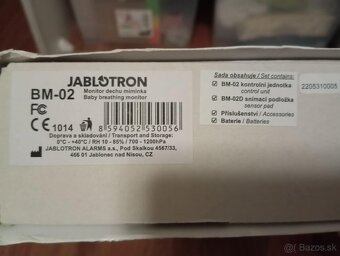 JABLOTRON
BM-02
Monitor dechu miminka
Baby breathing monitor
FC
CE 1014
8594052530056
Doprava a skladování / Transport and Storage:
0°C - +40°C / RH 10 - 85% / 700 - 1200hPa
JABLOTRON ALARMS a.s., Pod Skalkou 4567/33,
466 01 Jablonec nad Nisou, CZ
Sada obsahuje / Set contains:
BM-02 kontrolní jednotka
control unit
BM-02D snímací podložka
sensor pad
Příslušenství / Accessories
Baterie / Batteries
2205310005
bazos.sk